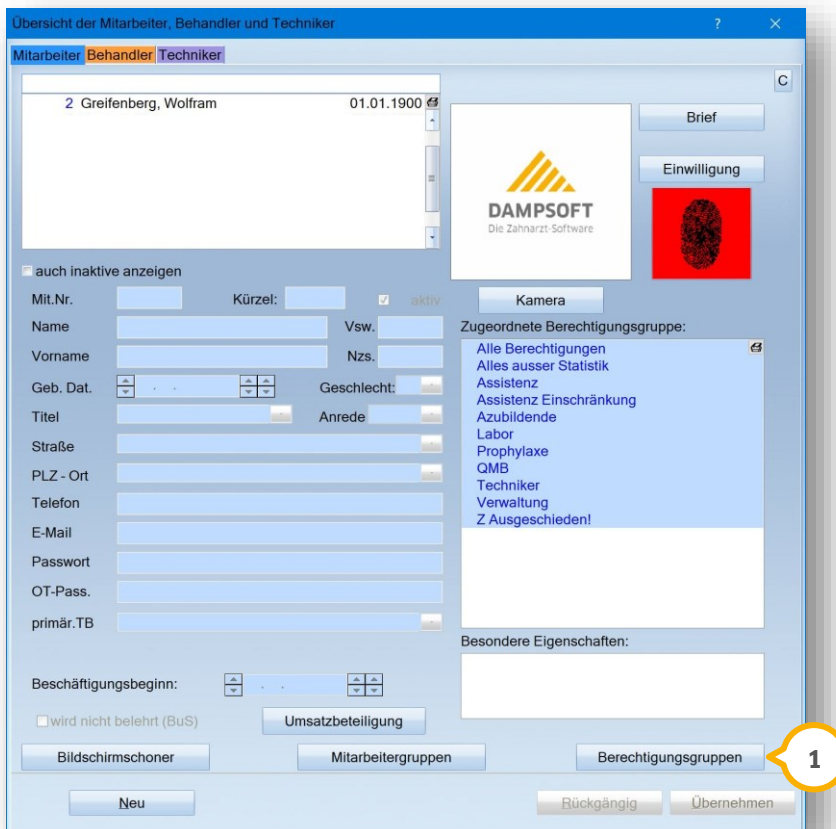 Übersicht der Mitarbeiter, Behandler und Techniker ?
Mitarbeiter Behandler Techniker
C
2 Greifenberg, Wolfram 01.01.1900
Brief
Einwilligung
DAMPSOFT
Die Zahnarzt-Software
auch inaktive anzeigen
Mit.Nr. Kürzel: aktiv
Kamera
Name Vsw.
Zugeordnete Berechtigungsgruppe:
Vorname Nzs.
Geb. Dat. Geschlecht:
Titel Anrede
Straße
PLZ - Ort
Telefon
E-Mail
Passwort
OT-Pass.
primär.TB
Alle Berechtigungen
Alles ausser Statistik
Assistenz
Assistenz Einschränkung
Azubildende
Labor
Prophylaxe
QMB
Techniker
Verwaltung
Z Ausgeschieden!
Besondere Eigenschaften:
Beschäftigungsbeginn:
wird nicht belehrt (BuS) Umsatzbeteiligung
Bildschirmschoner Mitarbeitergruppen Berechtigungsgruppen 1
Neu Rückgängig Übernehmen